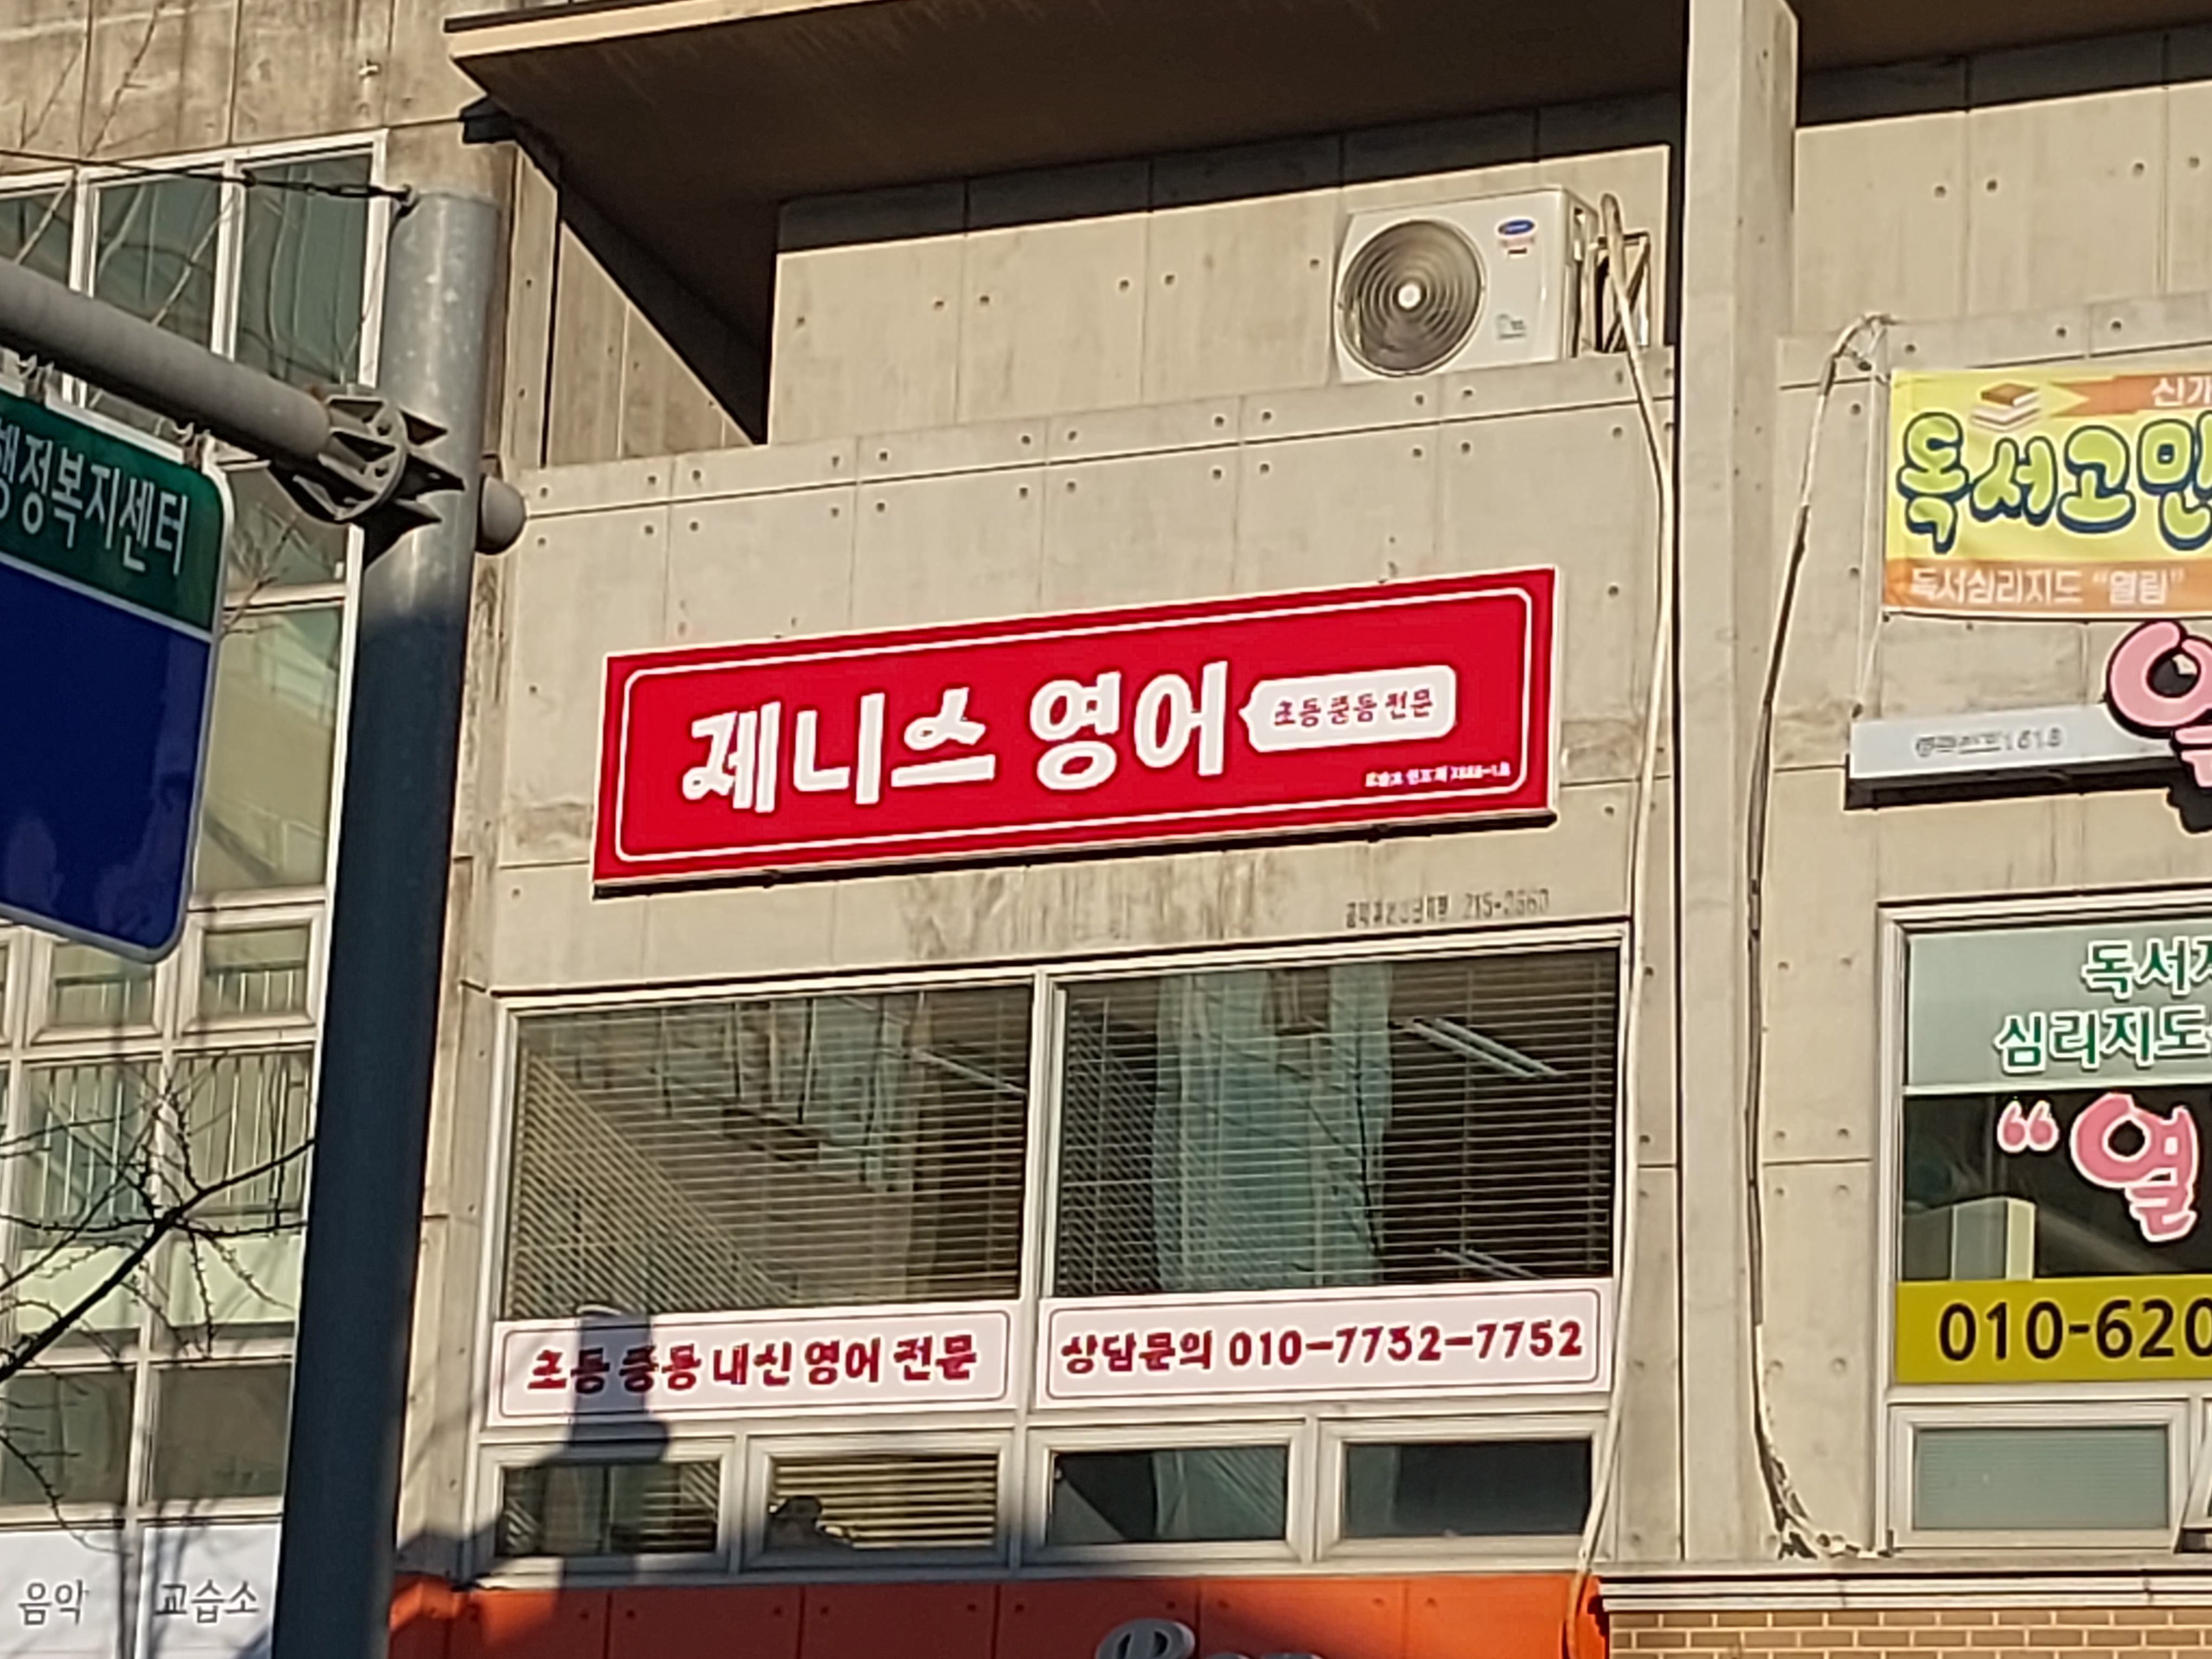 행정복지센터
신개
독서고민
독서심리지도 "열림"
제니스 영어
초등 중등 전문
독서지
심리지도
"열
초등 중등 내신 영어 전문
상담문의 010-7732-7752
010-620
음악 교습소